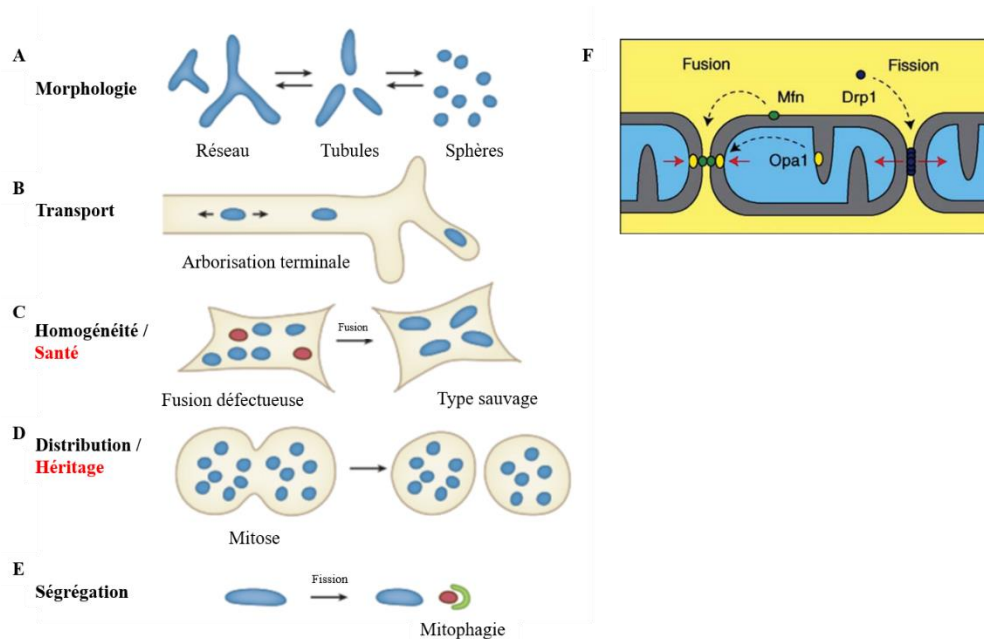 A
Morphologie
Réseau
Tubules
Sphères
B
Transport
Arborisation terminale
C
Homogénéité /
Santé
Fusion
Fusion défectueuse
Type sauvage
D
Distribution /
Héritage
Mitose
E
Ségrégation
Fission
Mitophagie
F
Fusion
Fission
Mfn
Drp1
Opa1